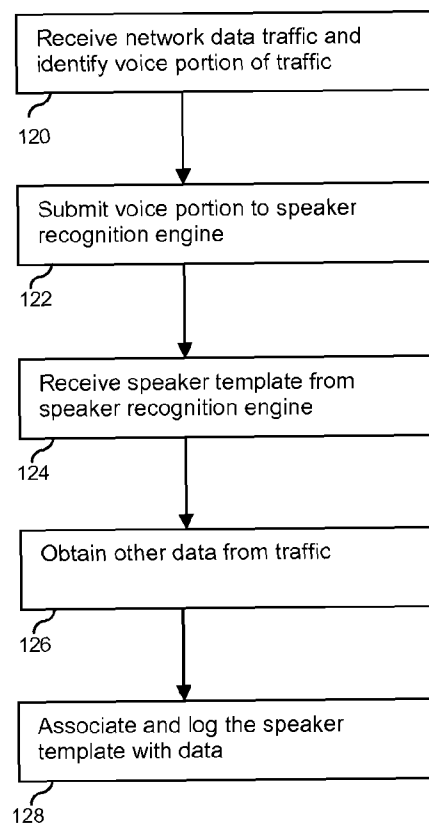 Receive network data traffic and
identify voice portion of traffic
120
Submit voice portion to speaker
recognition engine
122
Receive speaker template from
speaker recognition engine
124
Obtain other data from traffic
126
Associate and log the speaker
template with data
128